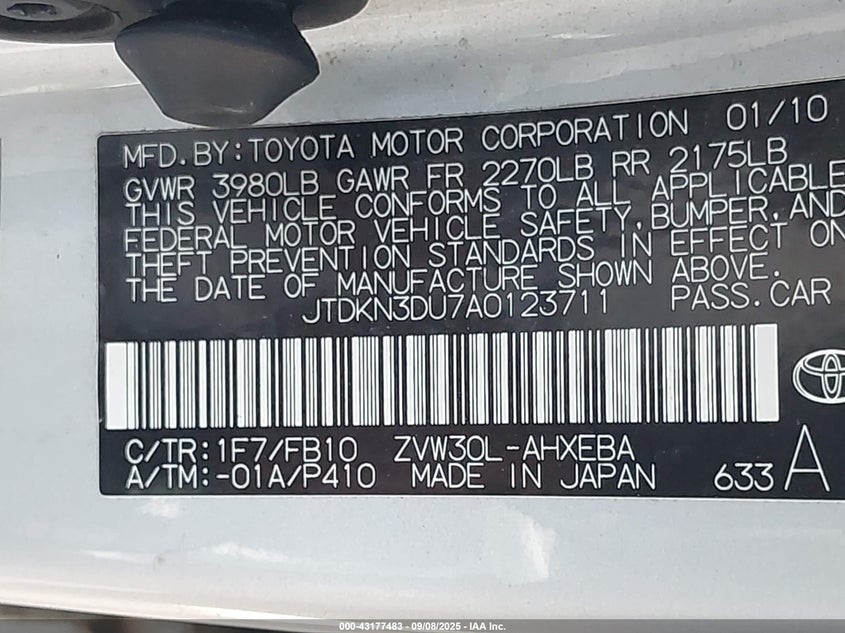 MFD.BY:TOYOTA MOTOR CORPORATION 01/10
GVWR 3980LB GAWR FR 2270LB RR 2175LB
THIS VEHICLE CONFORMS TO ALL APPLICABLE
FEDERAL MOTOR VEHICLE SAFETY,BUMPER,AND
THEFT PREVENTION STANDARDS IN EFFECT ON
THE DATE OF MANUFACTURE SHOWN ABOVE.
JTDKN3DU7A0123711 PASS.CAR
C/TR:1F7/FB10 ZVW30L-AHXEBA
A/TM:-01A/P410 MADE IN JAPAN 633 A
000-43177483 - 09/08/2025 - IAA Inc.